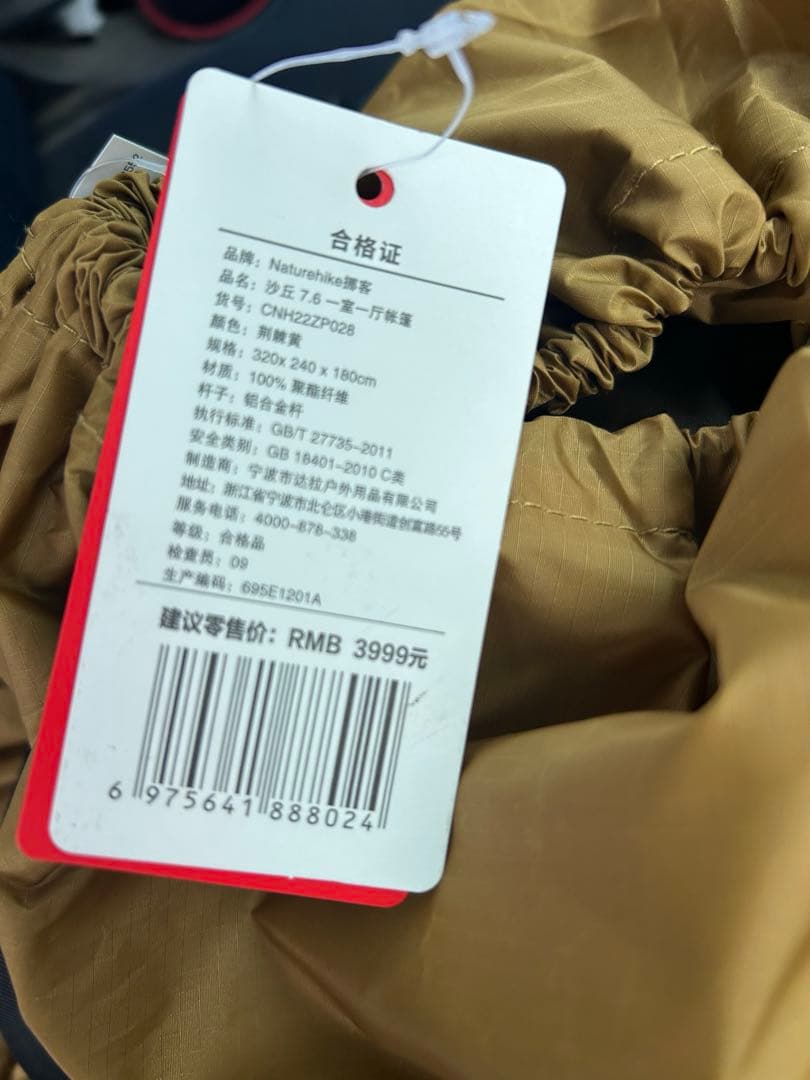 合格证
品牌：Naturehike挪客
品名：沙丘 7.6 一室一厅帐篷
货号：CNH22ZP028
颜色：荆棘黄
规格：320x 240 x 180cm
材质：100% 聚酯纤维
杆子：铝合金杆
执行标准：GB/T 27735-2011
安全类别：GB 18401-2010 C类
制造商：宁波市达拉户外用品有限公司
地址：浙江省宁波市北仑区小港街道创富路55号
服务电话：4000-878-338
等级：合格品
检查员：09
生产编码：695E1201A
建议零售价：RMB 3999元
6 975641 888024